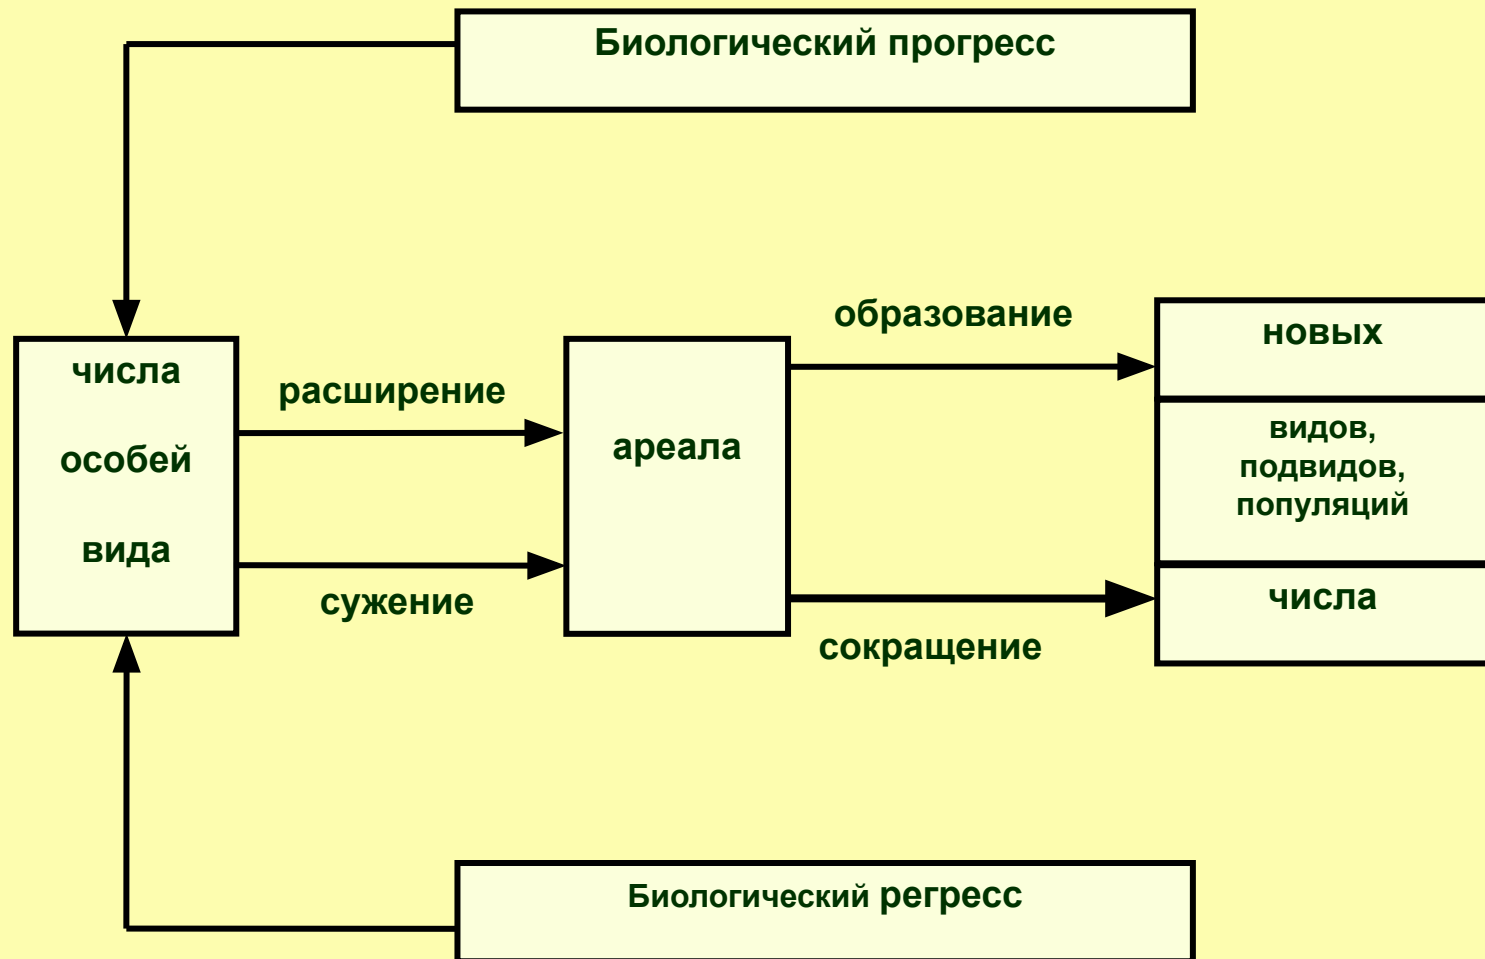 Биологический прогресс
числа
особей
вида
расширение
сужение
ареала
образование
сокращение
новых
видов,
подвидов,
популяций
числа
Биологический регресс